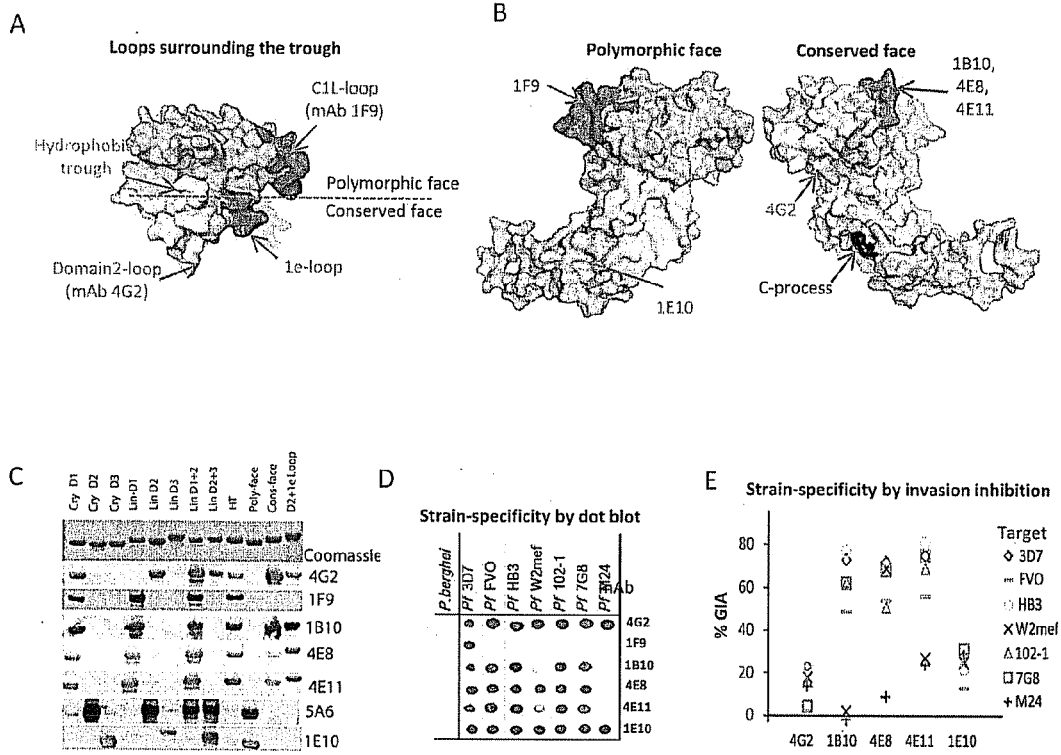 A
Loops surrounding the trough
C1L-loop
(mAb 1F9)
Hydrophobic
trough
Polymorphic face
Conserved face
Domain2-loop
(mAb 4G2)
1e-loop
B
Polymorphic face
Conserved face
1F9
1B10,
4E8,
4E11
4G2
1E10
C-process
C
Cry D1
Cry D2
Cry D3
Lin-D1
Lin D2
Lin D3
Lin D1+2
Lin D2+3
HT
Poly-face
Cons-face
D2+1e Loop
Coomassie
4G2
1F9
1B10
4E8
4E11
5A6
1E10
D
Strain-specificity by dot blot
P.berghei
Pf 3D7
Pf FVO
Pf HB3
Pf W2mef
Pf 102-1
Pf 7G8
Pf M24
mAb
4G2
1F9
1B10
4E8
4E11
1E10
E
Strain-specificity by invasion inhibition
% GIA
80
60
40
20
0
4G2 1B10 4E8 4E11 1E10
Target
3D7
FVO
HB3
W2mef
102-1
7G8
M24